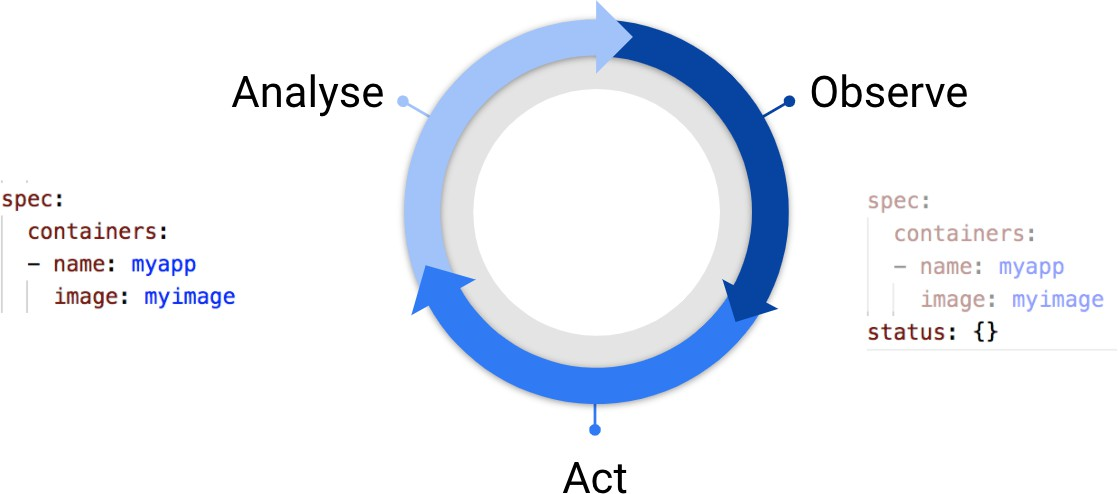 Analyse
Observe
spec:
  containers:
  - name: myapp
    image: myimage
spec:
  containers:
  - name: myapp
    image: myimage
status: {}
Act